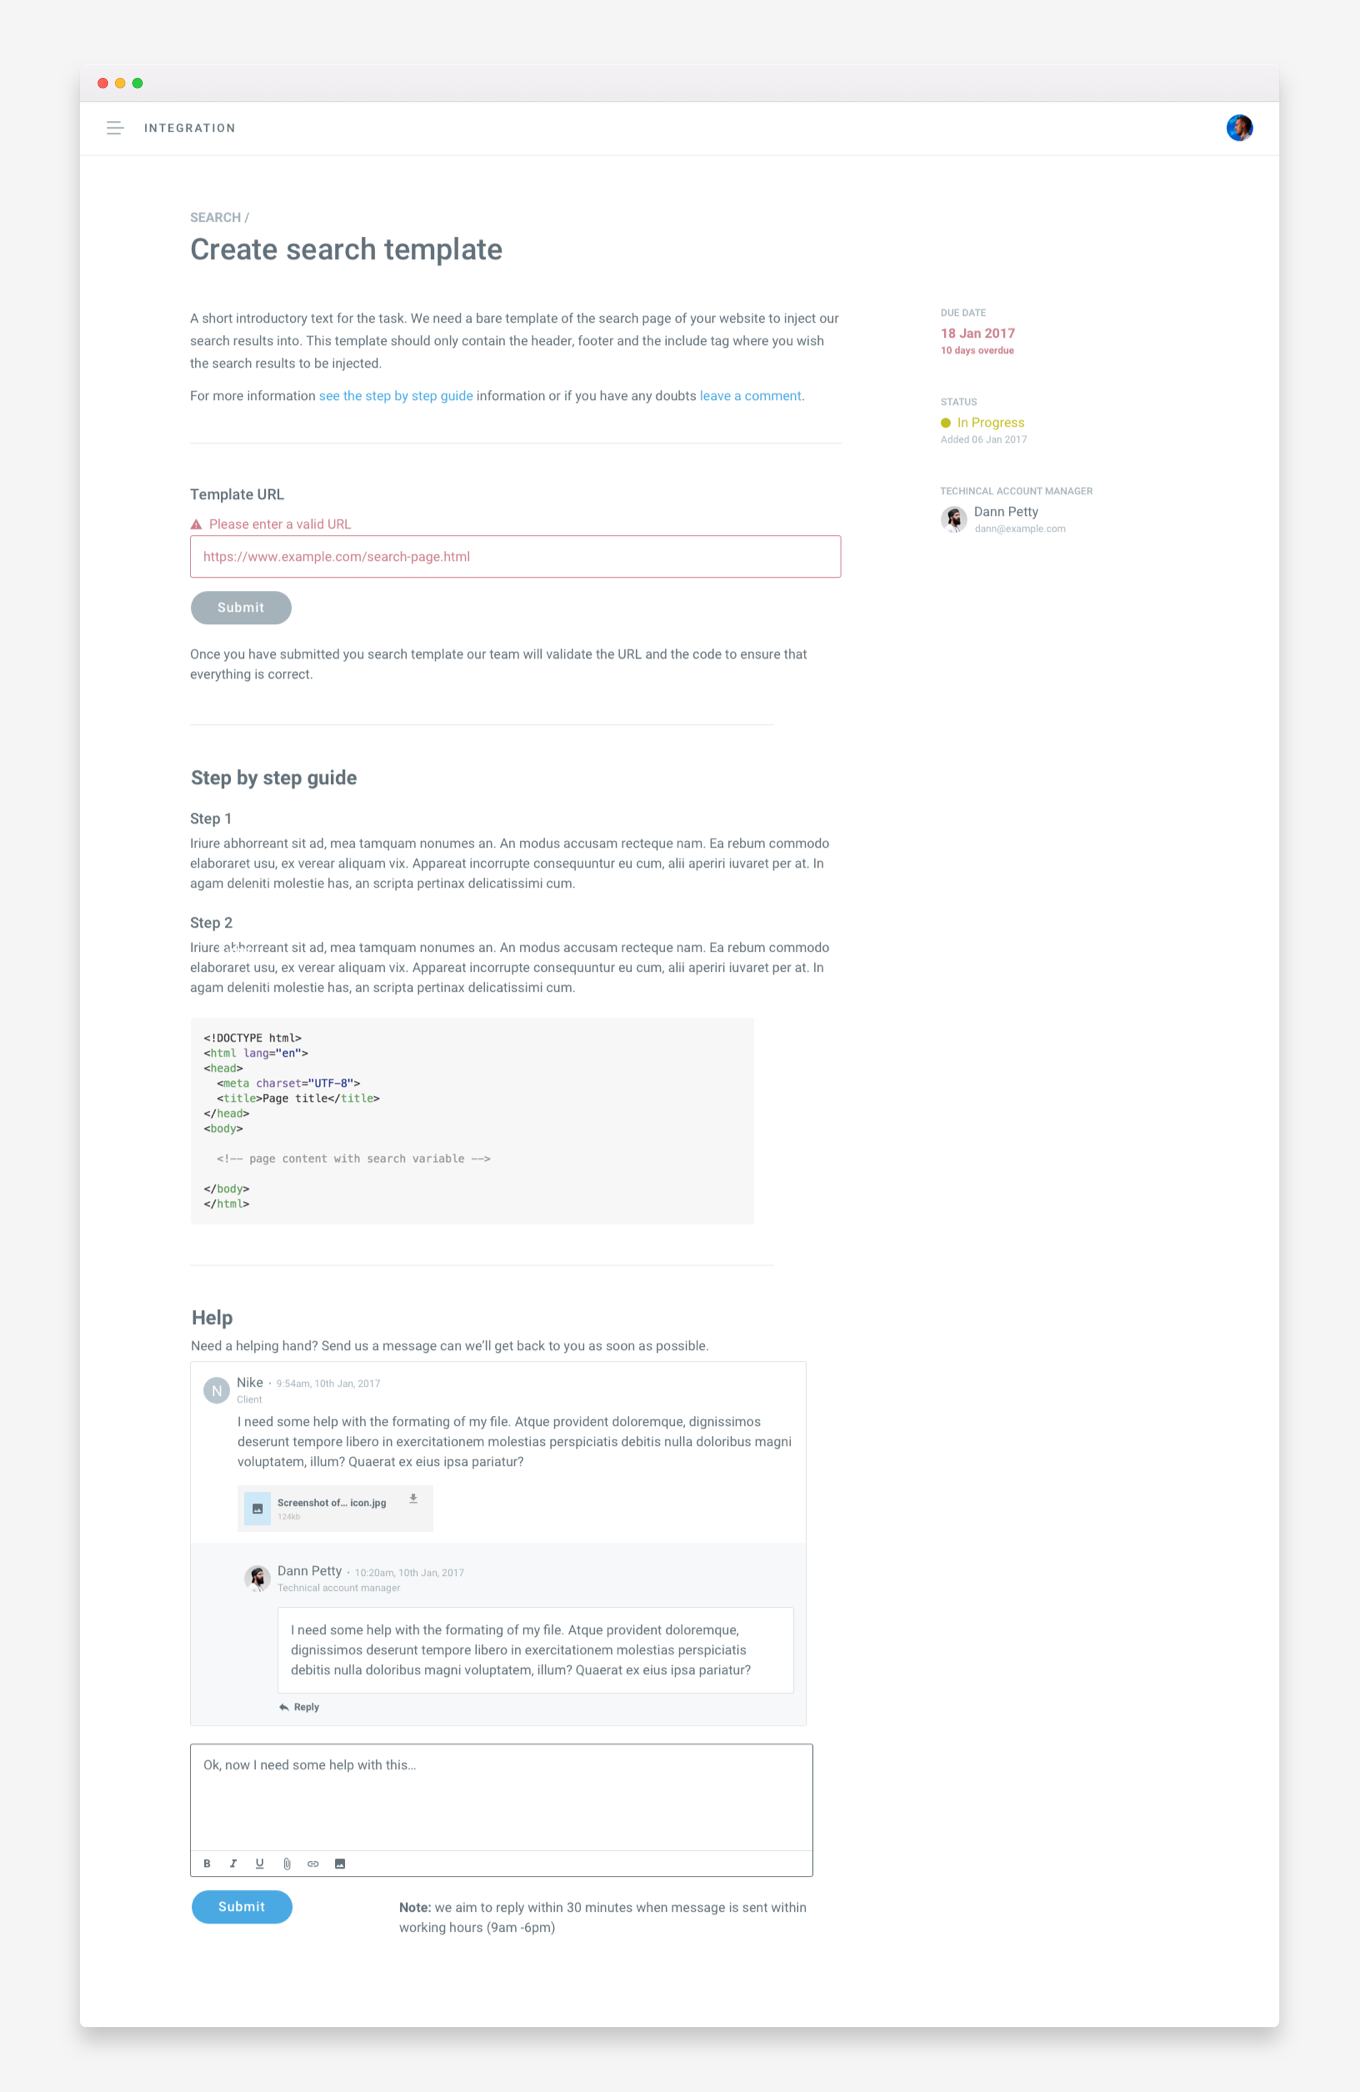 INTEGRATION
SEARCH /
Create search template
A short introductory text for the task. We need a bare template of the search page of your website to inject our
search results into. This template should only contain the header, footer and the include tag where you wish
the search results to be injected.
For more information see the step by step guide information or if you have any doubts leave a comment.
DUE DATE
18 Jan 2017
10 days overdue
STATUS
In Progress
Added 06 Jan 2017
TECHINCAL ACCOUNT MANAGER
Dann Petty
dann@example.com
Template URL
Please enter a valid URL
https://www.example.com/search-page.html
Submit
Once you have submitted you search template our team will validate the URL and the code to ensure that
everything is correct.
Step by step guide
Step 1
Iriure abhorreant sit ad, mea tamquam nonumes an. An modus accusam recteque nam. Ea rebum commodo
elaboraret usu, ex verear aliquam vix. Appareat incorrupte consequuntur eu cum, alii aperiri iuvaret per at. In
agam deleniti molestie has, an scripta pertinax delicatissimi cum.
Step 2
Iriure abhorreant sit ad, mea tamquam nonumes an. An modus accusam recteque nam. Ea rebum commodo
elaboraret usu, ex verear aliquam vix. Appareat incorrupte consequuntur eu cum, alii aperiri iuvaret per at. In
agam deleniti molestie has, an scripta pertinax delicatissimi cum.
<!DOCTYPE html>
<html lang="en">
<head>
  <meta charset="UTF-8">
  <title>Page title</title>
</head>
<body>
  <!-- page content with search variable -->
</body>
</html>
Help
Need a helping hand? Send us a message can we'll get back to you as soon as possible.
N
Nike · 9:54am, 10th Jan, 2017
Client
I need some help with the formating of my file. Atque provident doloremque, dignissimos
deserunt tempore libero in exercitationem molestias perspiciatis debitis nulla doloribus magni
voluptatem, illum? Quaerat ex eius ipsa pariatur?
Screenshot of... icon.jpg
124kb
Dann Petty · 10:20am, 10th Jan, 2017
Technical account manager
I need some help with the formating of my file. Atque provident doloremque,
dignissimos deserunt tempore libero in exercitationem molestias perspiciatis
debitis nulla doloribus magni voluptatem, illum? Quaerat ex eius ipsa pariatur?
Reply
Ok, now I need some help with this...
B I U
Submit
Note: we aim to reply within 30 minutes when message is sent within
working hours (9am -6pm)